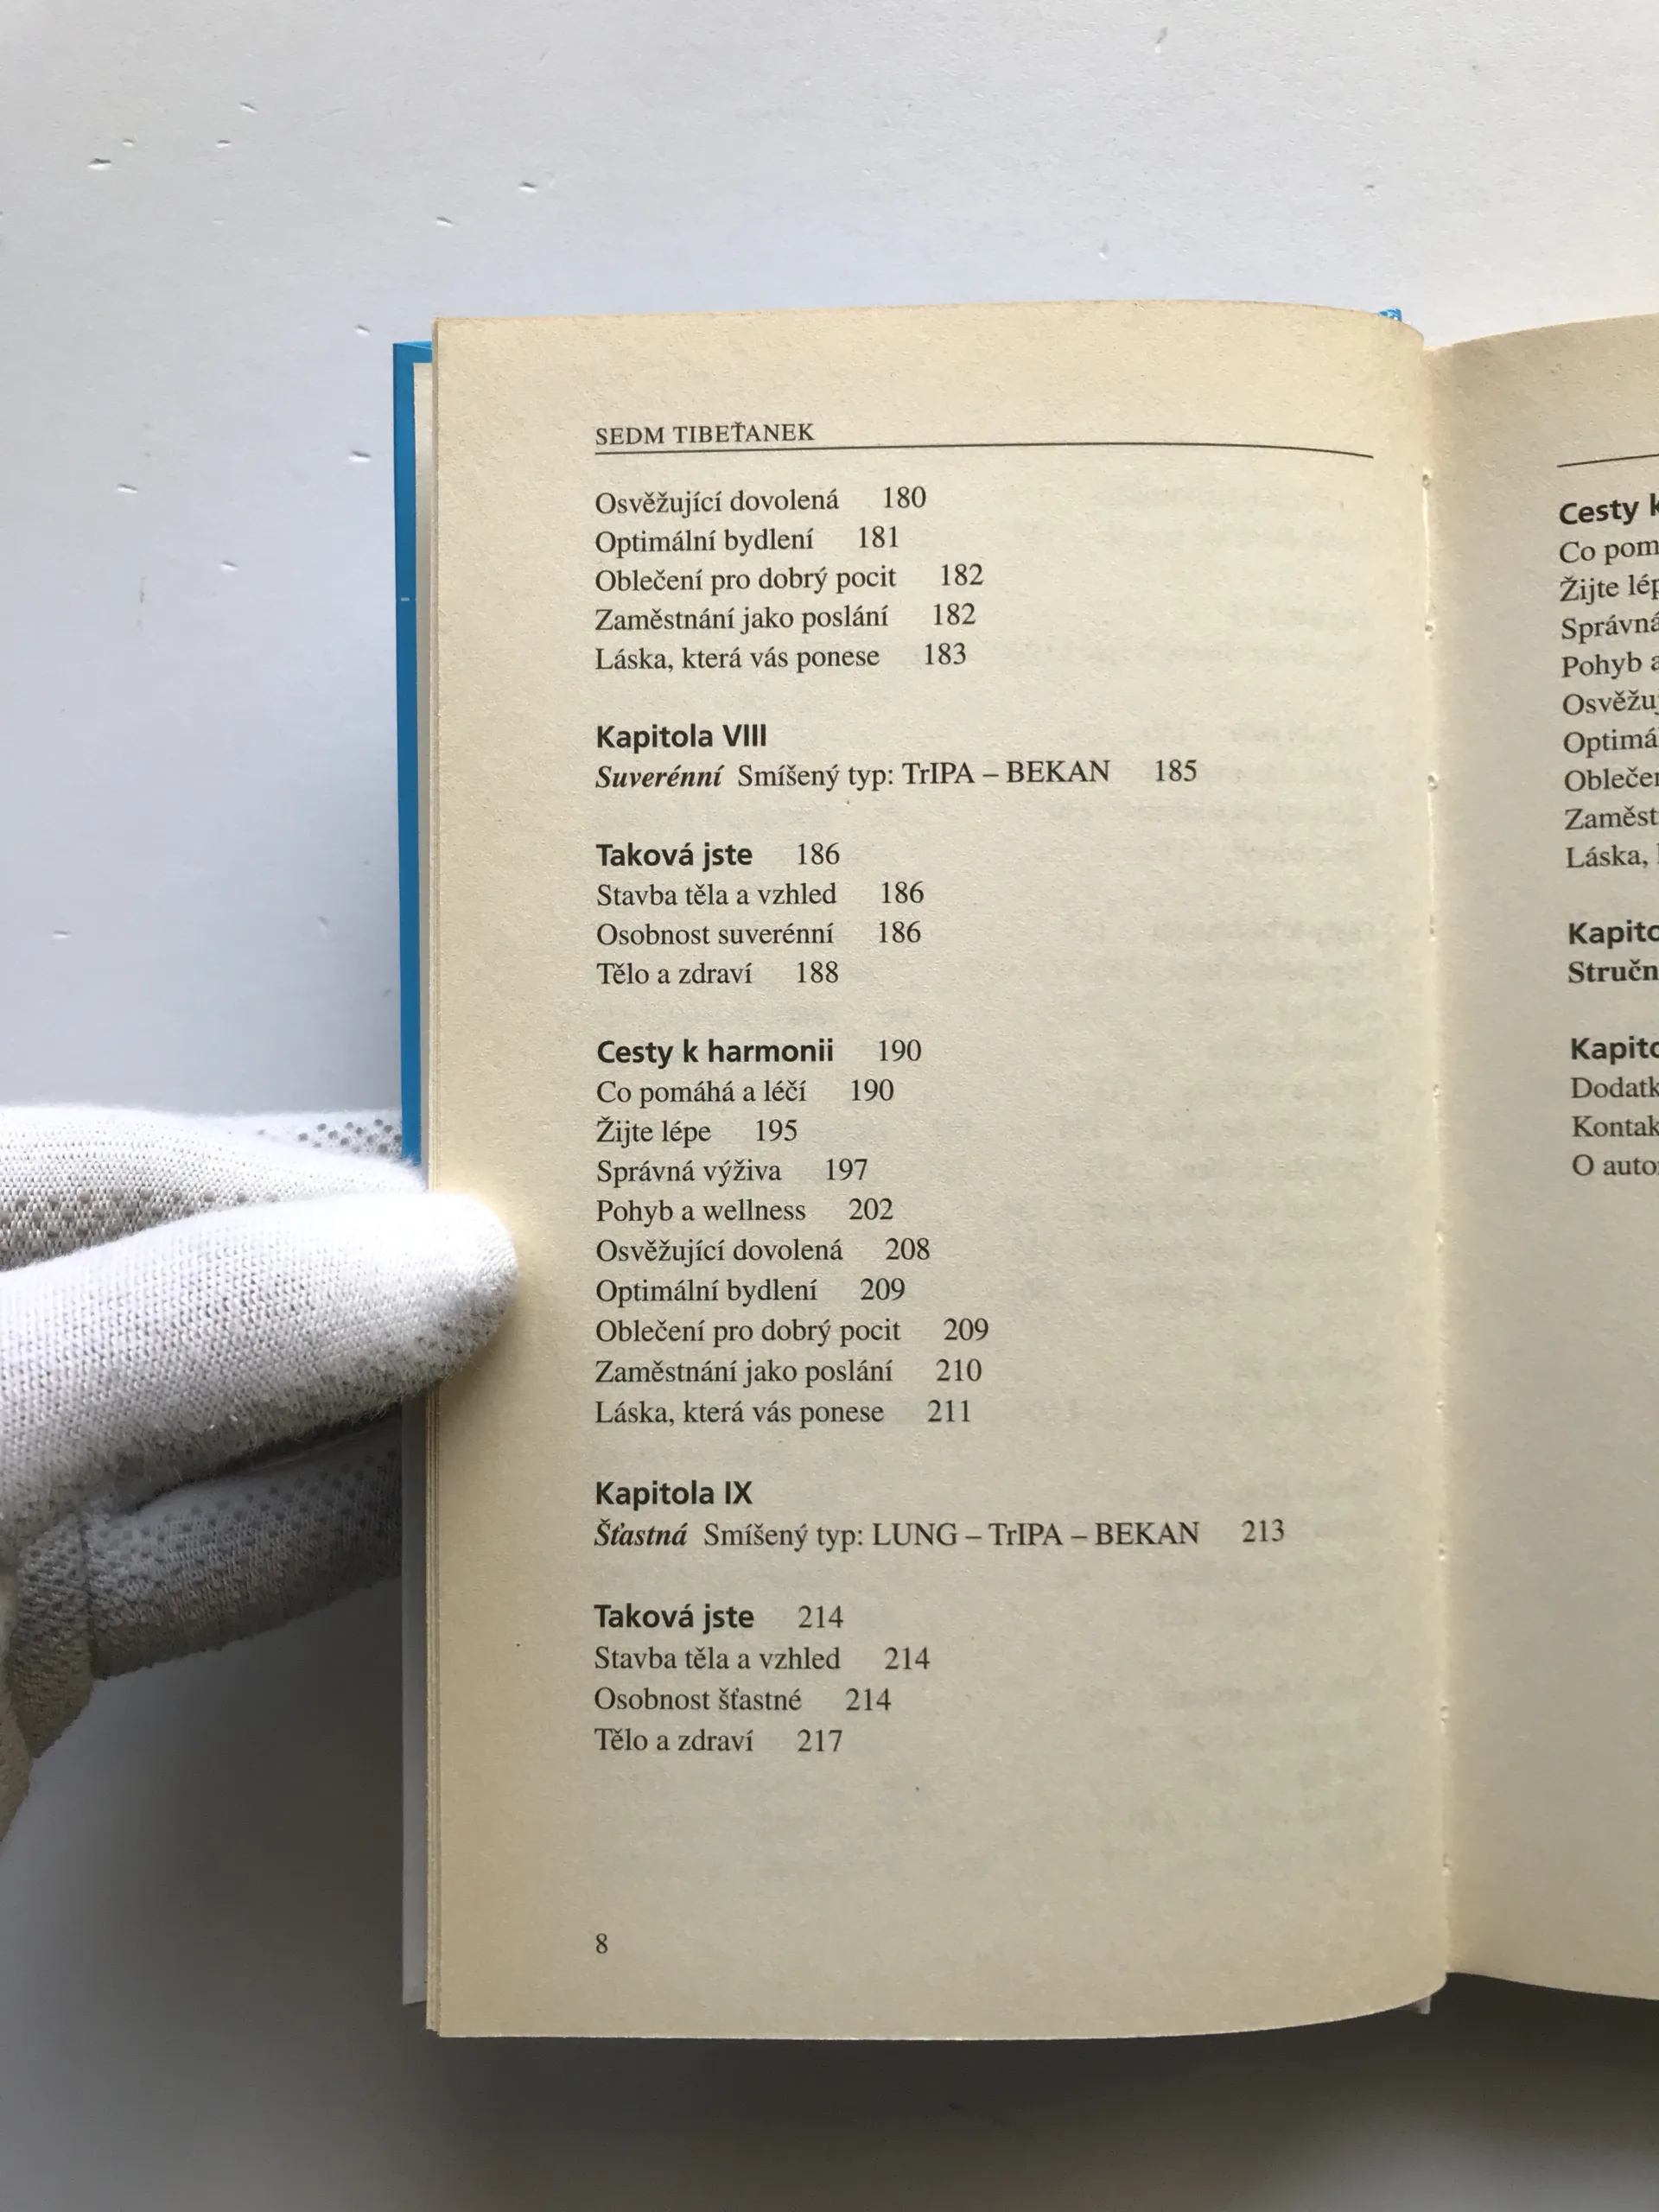 SEDM TIBEŤANEK
Osvěžující dovolená 180
Optimální bydlení 181
Oblečení pro dobrý pocit 182
Zaměstnání jako poslání 182
Láska, která vás ponese 183
Kapitola VIII
Suverénní Smíšený typ: TrIPA – BEKAN 185
Taková jste 186
Stavba těla a vzhled 186
Osobnost suverénní 186
Tělo a zdraví 188
Cesty k harmonii 190
Co pomáhá a léčí 190
Žijte lépe 195
Správná výživa 197
Pohyb a wellness 202
Osvěžující dovolená 208
Optimální bydlení 209
Oblečení pro dobrý pocit 209
Zaměstnání jako poslání 210
Láska, která vás ponese 211
Kapitola IX
Šťastná Smíšený typ: LUNG – TrIPA – BEKAN 213
Taková jste 214
Stavba těla a vzhled 214
Osobnost šťastné 214
Tělo a zdraví 217
8
Cesty
Co
Žijte
Pohyb
Láska,
O